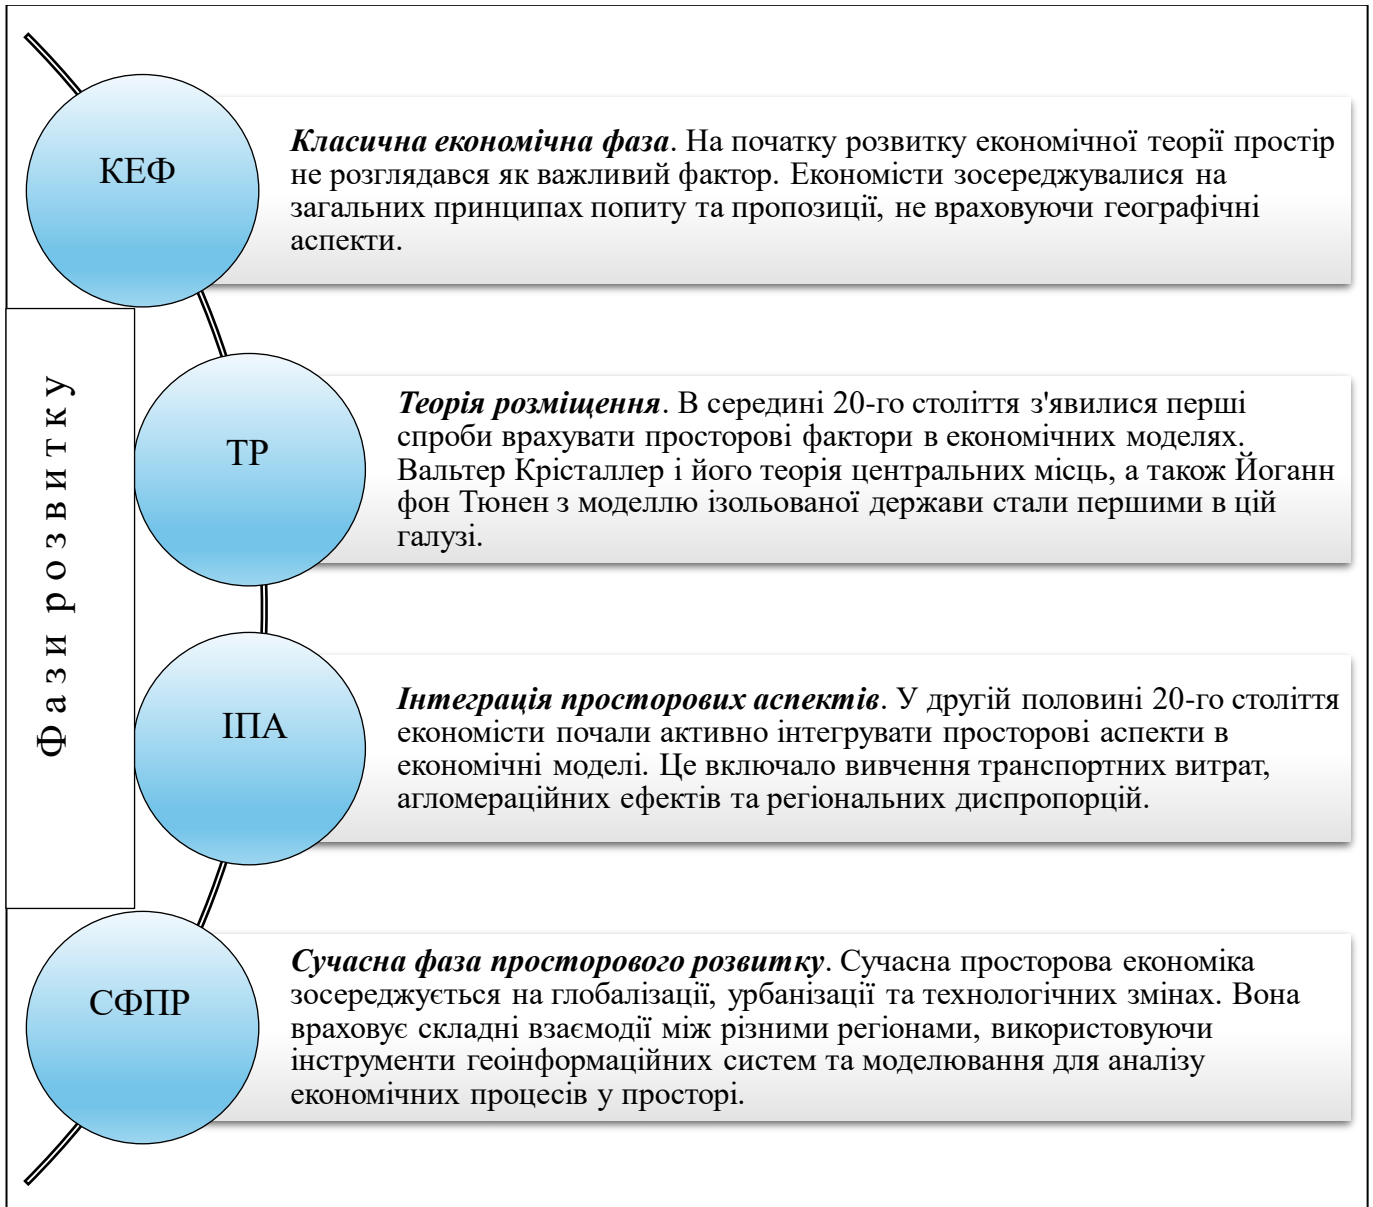 КЕФ
Класична економічна фаза. На початку розвитку економічної теорії простір
не розглядався як важливий фактор. Економісти зосереджувалися на
загальних принципах попиту та пропозиції, не враховуючи географічні
аспекти.
Фази розвитку
ТР
Теорія розміщення. В середині 20-го століття з'явилися перші
спроби врахувати просторові фактори в економічних моделях.
Вальтер Крісталлер і його теорія центральних місць, а також Йоганн
фон Тюнен з моделлю ізольованої держави стали першими в цій
галузі.
ІПА
Інтеграція просторових аспектів. У другій половині 20-го століття
економісти почали активно інтегрувати просторові аспекти в
економічні моделі. Це включало вивчення транспортних витрат,
агломераційних ефектів та регіональних диспропорцій.
СФПР
Сучасна фаза просторового розвитку. Сучасна просторова економіка
зосереджується на глобалізації, урбанізації та технологічних змінах. Вона
враховує складні взаємодії між різними регіонами, використовуючи
інструменти геоінформаційних систем та моделювання для аналізу
економічних процесів у просторі.